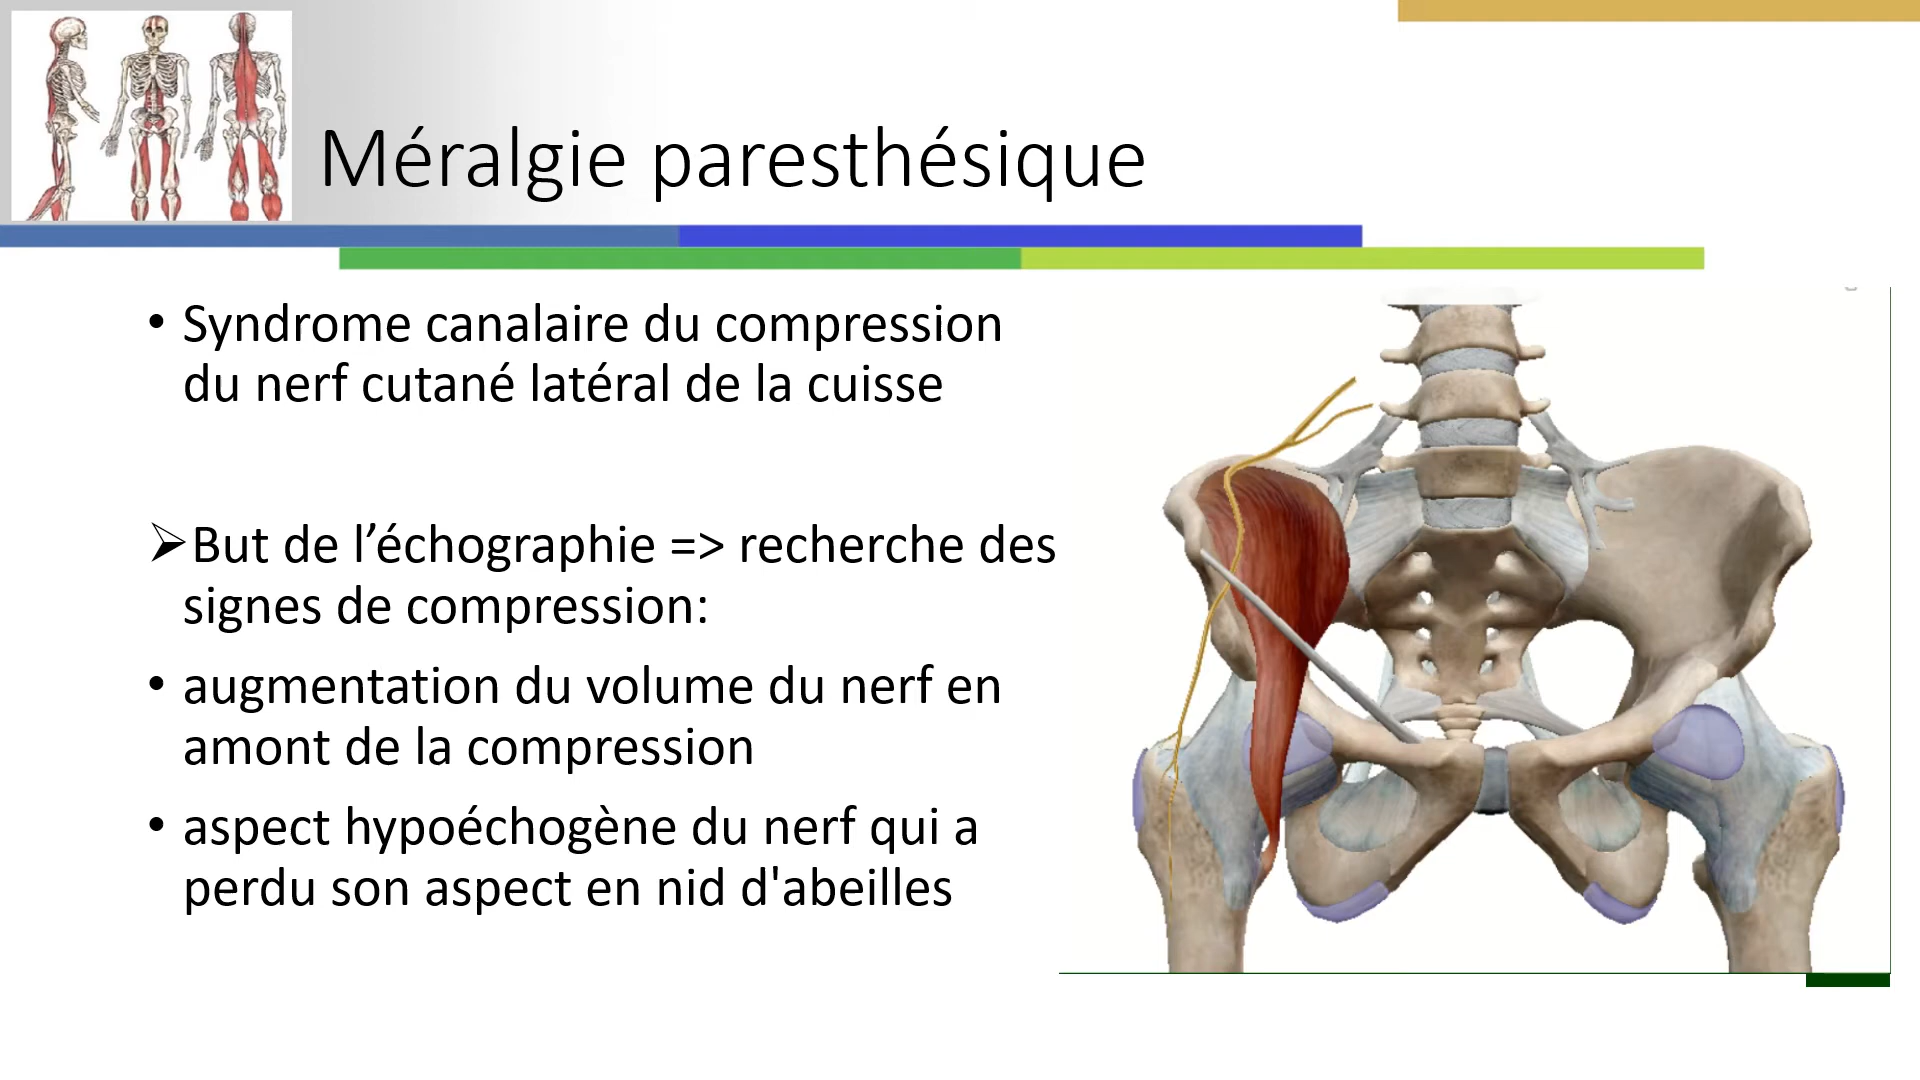 Méralgie paresthésique
• Syndrome canalaire du compression
du nerf cutané latéral de la cuisse
➢But de l’échographie => recherche des
signes de compression:
• augmentation du volume du nerf en
amont de la compression
• aspect hypoéchogène du nerf qui a
perdu son aspect en nid d'abeilles